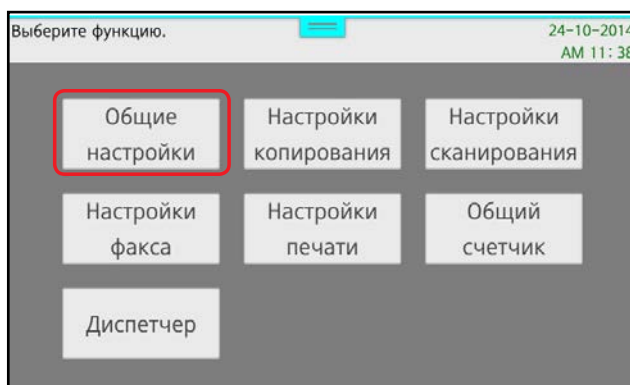 Выберите функцию.
24-10-2014
AM 11:38
Общие
настройки
Настройки
копирования
Настройки
сканирования
Настройки
факса
Настройки
печати
Общий
счетчик
Диспетчер